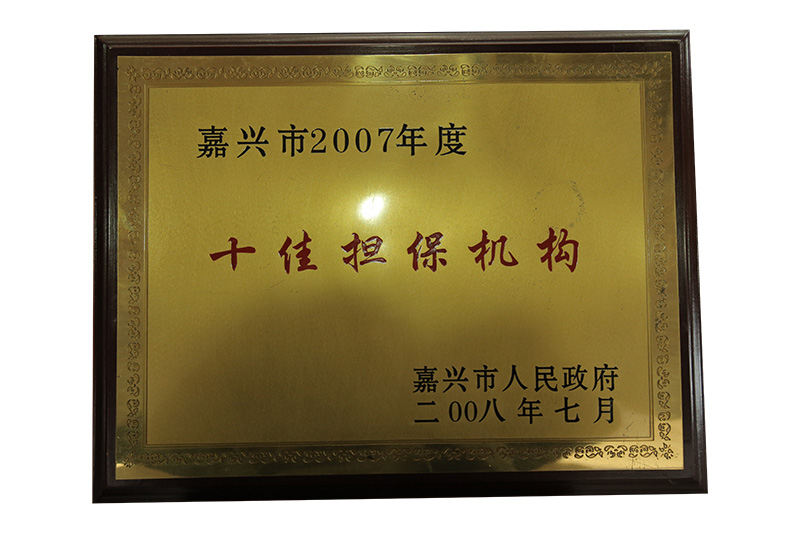 嘉兴市2007年度
十佳担保机构
嘉兴市人民政府
二00八年七月